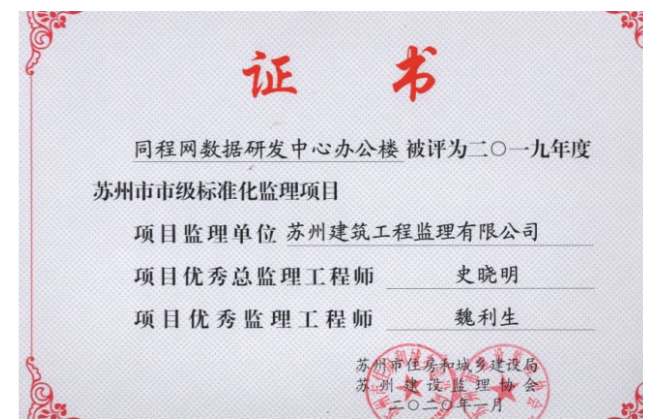 证 书
同程网数据研发中心办公楼 被评为二〇一九年度
苏州市市级标准化监理项目
项目监理单位 苏州建筑工程监理有限公司
项目优秀总监理工程师 史晓明
项目优秀监理工程师 魏利生
苏州市住房和城乡建设局
苏州建设监理协会
二〇二〇年一月